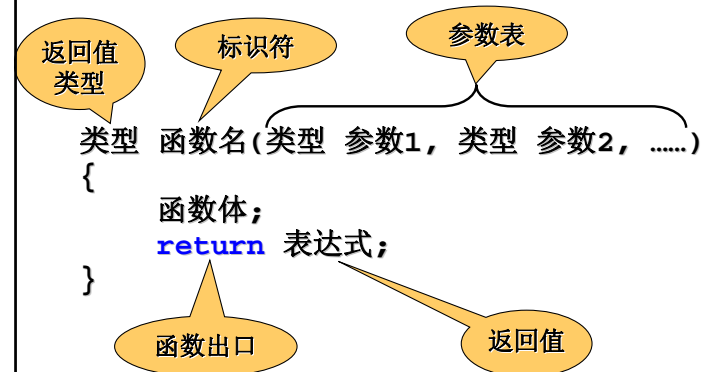 返回值
类型
标识符
参数表
类型 函数名(类型 参数1, 类型 参数2, ……)
{
函数体;
return 表达式;
}
函数出口
返回值